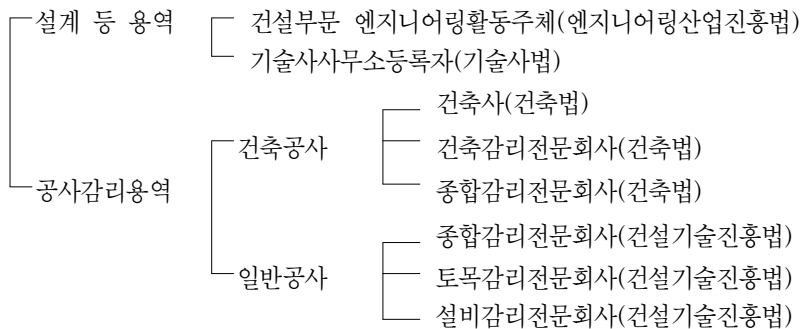 설계 등 용역
건설부문 엔지니어링활동주체(엔지니어링산업진흥법)
기술사사무소등록자(기술사법)
공사감리용역
건축공사
건축사(건축법)
건축감리전문회사(건축법)
종합감리전문회사(건축법)
일반공사
종합감리전문회사(건설기술진흥법)
토목감리전문회사(건설기술진흥법)
설비감리전문회사(건설기술진흥법)